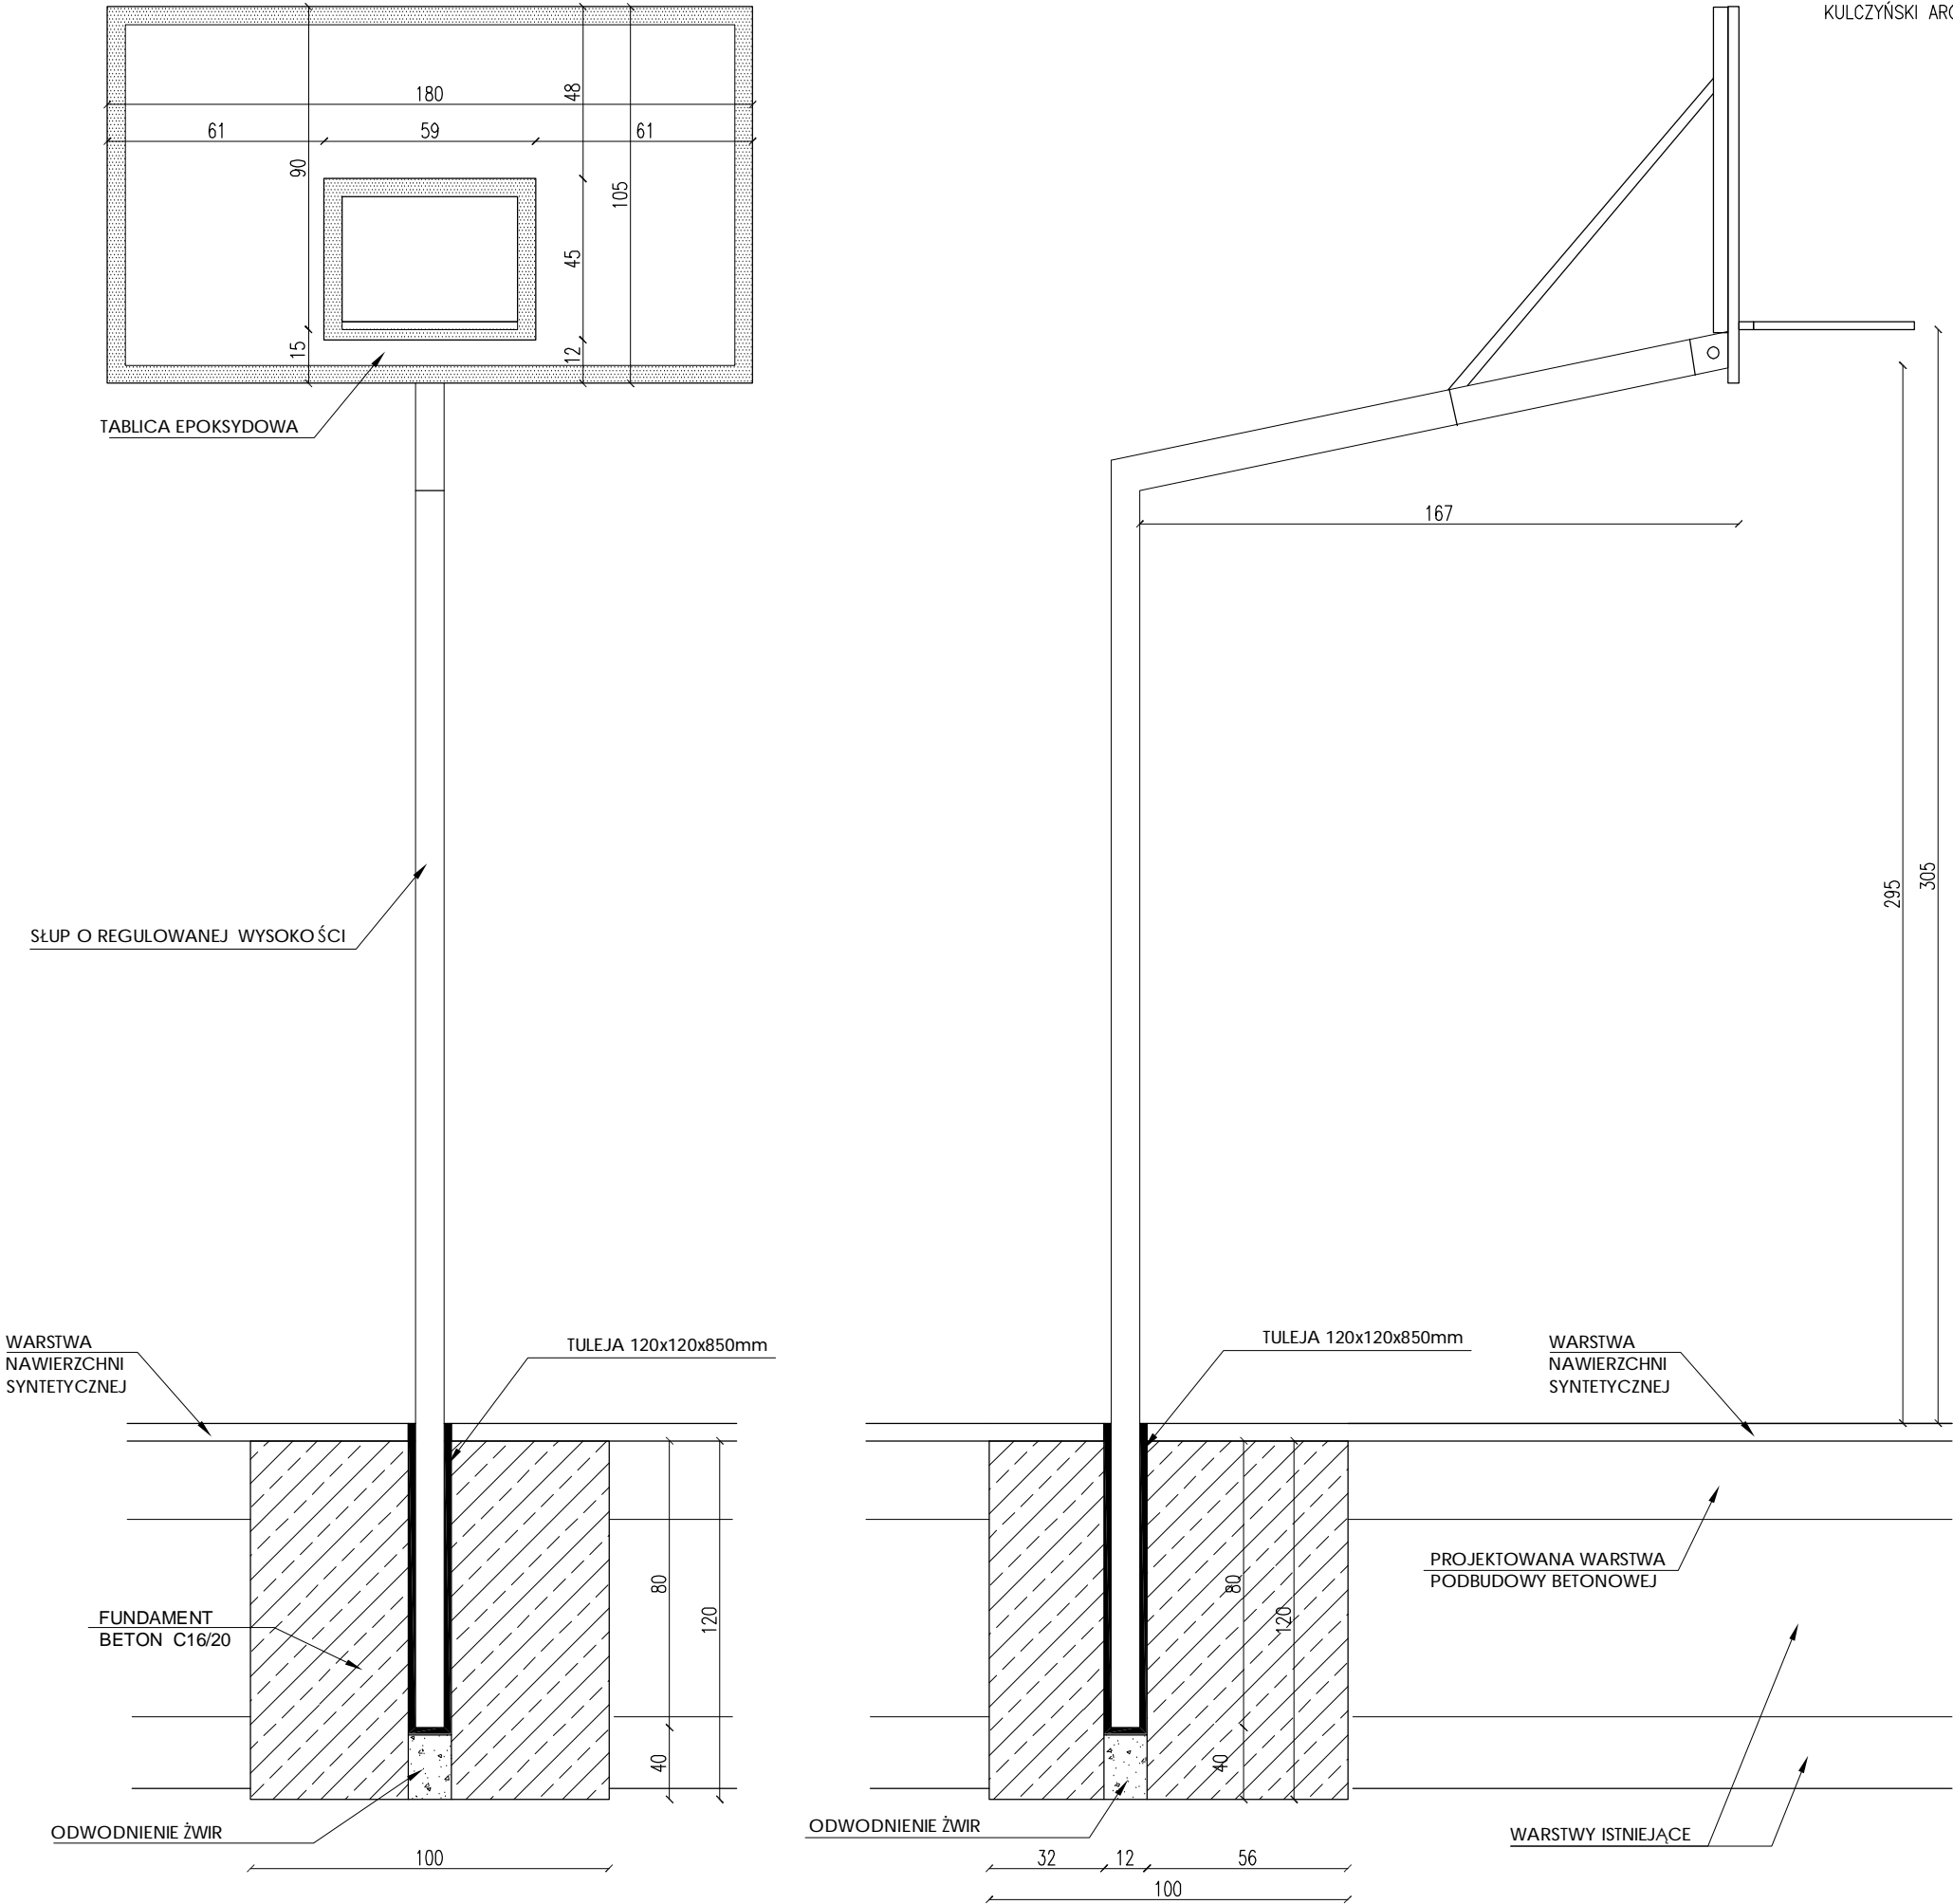 KULCZYŃSKI
180
48
61
59
61
90
105
45
15
12
TABLICA EPOKSYDOWA
167
295
305
SŁUP O REGULOWANEJ WYSOKOŚCI
WARSTWA
NAWIERZCHNI
SYNTETYCZNEJ
TULEJA 120x120x850mm
TULEJA 120x120x850mm
WARSTWA
NAWIERZCHNI
SYNTETYCZNEJ
PROJEKTOWANA WARSTWA
PODBUDOWY BETONOWEJ
80
120
80
120
FUNDAMENT
BETON C16/20
40
40
ODWODNIENIE ŻWIR
ODWODNIENIE ŻWIR
WARSTWY ISTNIEJĄCE
100
32
12
56
100